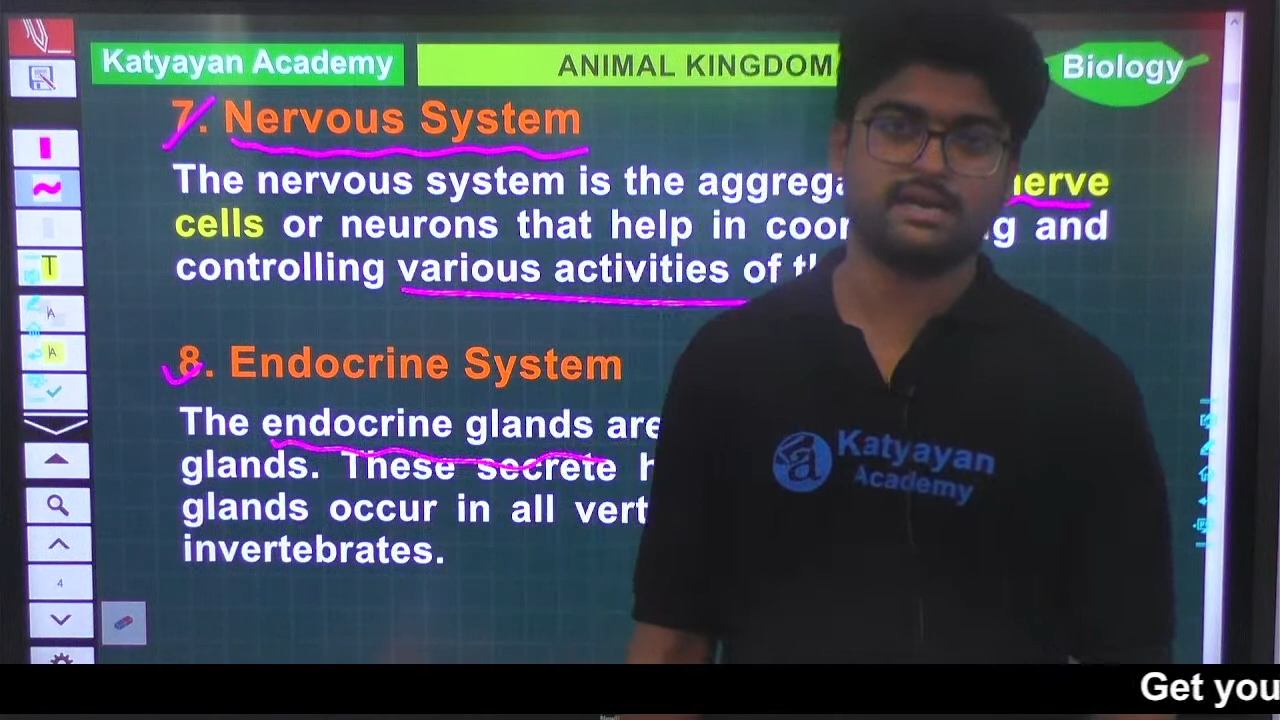 Katyayan Academy
ANIMAL KINGDOM
Biology
7. Nervous System
The nervous system is the aggrega nerve
cells or neurons that help in coor g and
controlling various activities of t
8. Endocrine System
The endocrine glands are
glands. These secrete h
glands occur in all vert
invertebrates.
Katyayan
Academy
T
A
A
4
Get you